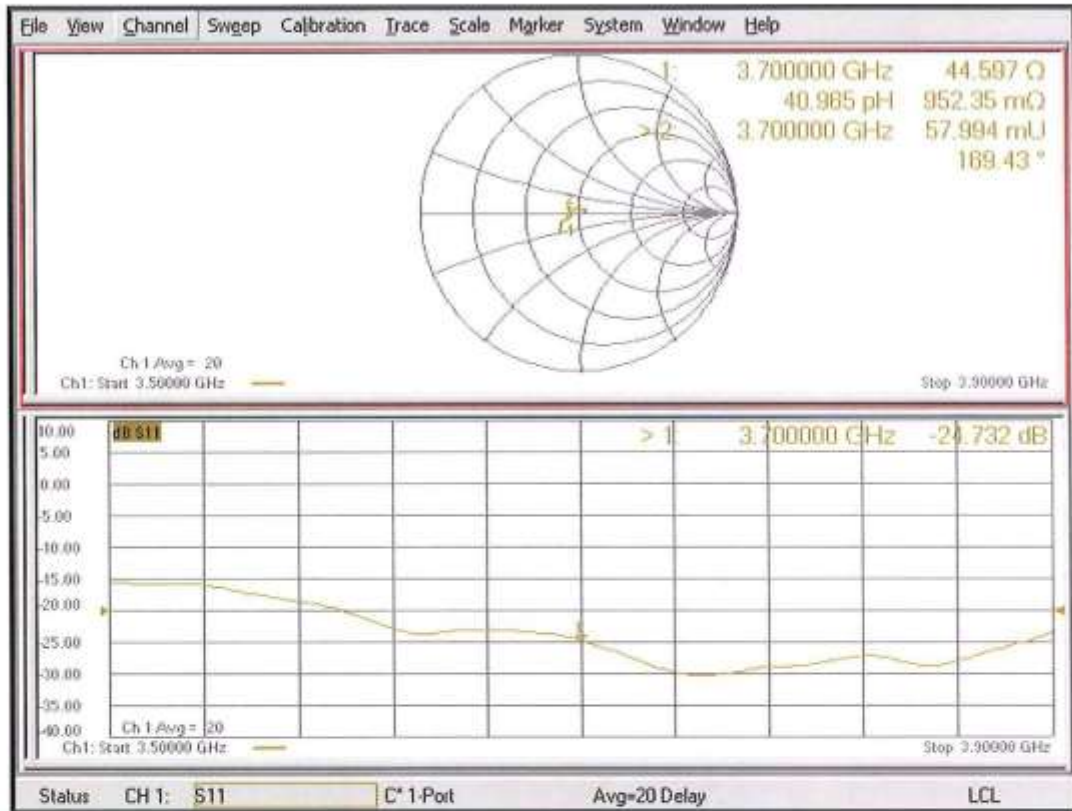 File View Channel Sweep Calibration Trace Scale Marker System Window Help
1: 3.700000 GHz 44.597 Ω
40.965 pH 952.35 mΩ
> 2: 3.700000 GHz 57.994 mU
169.43 °
Ch 1 Avg = 20
Ch1: Start 3.50000 GHz
Stop 3.90000 GHz
10.00
dB S11
> 1: 3.700000 GHz -24.732 dB
5.00
0.00
-5.00
-10.00
-15.00
-20.00
-25.00
-30.00
-35.00
-40.00
Ch 1 Avg = 20
Ch1: Start 3.50000 GHz
Stop 3.90000 GHz
Status CH 1: S11 C* 1-Port Avg=20 Delay LCL